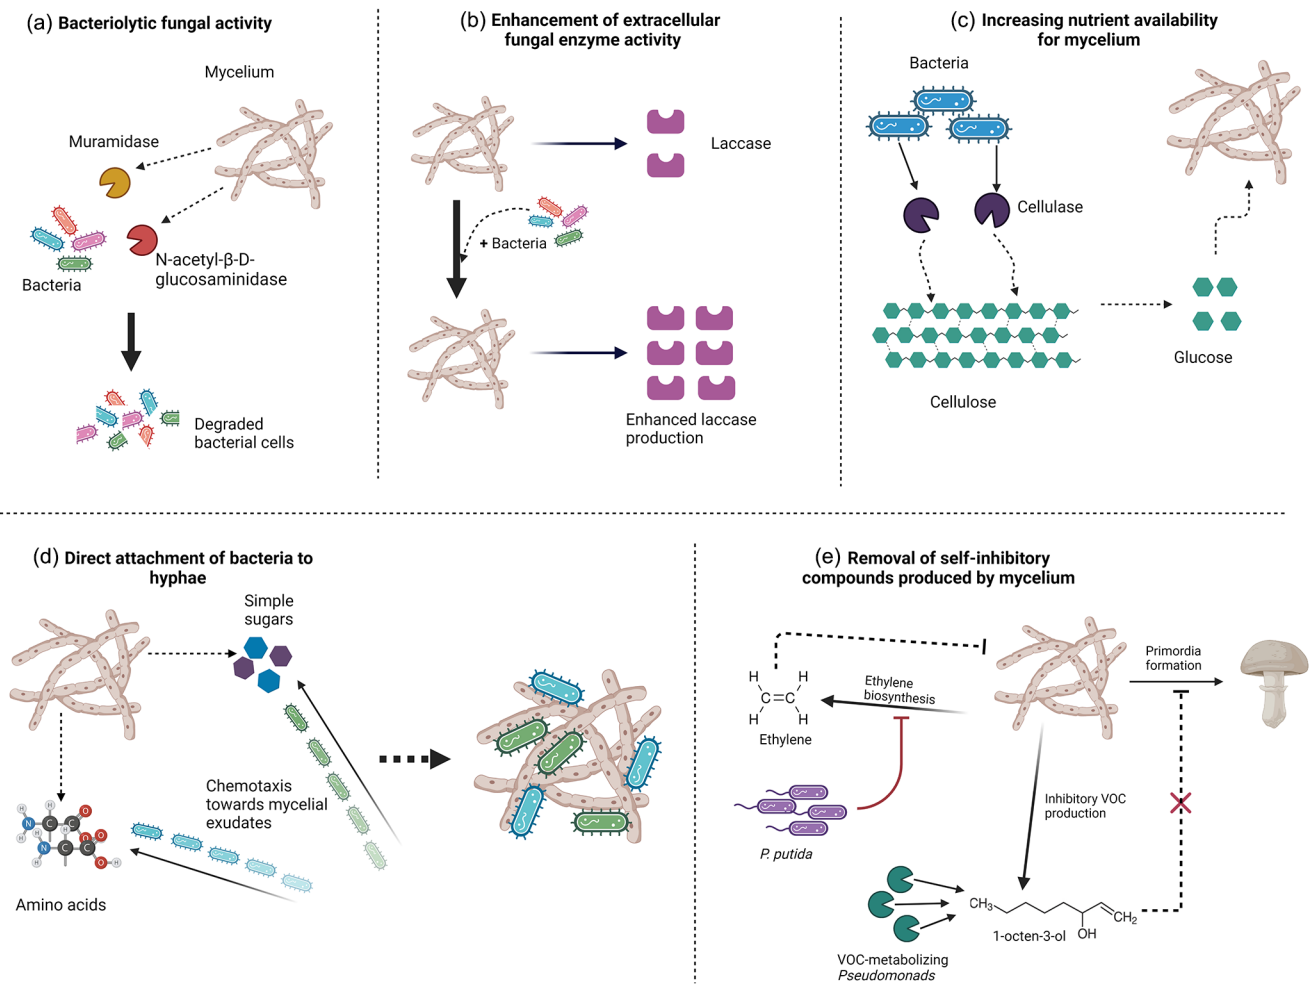 (a) Bacteriolytic fungal activity
Mycelium
Muramidase
N-acetyl-β-D-
glucosaminidase
Bacteria
Degraded
bacterial cells
(b) Enhancement of extracellular
fungal enzyme activity
Laccase
+ Bacteria
Enhanced laccase
production
(c) Increasing nutrient availability
for mycelium
Bacteria
Cellulase
Glucose
Cellulose
(d) Direct attachment of bacteria to
hyphae
Simple
sugars
Chemotaxis
towards mycelial
exudates
H
H
N
C
C
O
H
H
H
O
O
N
C
C
H
O
H
Amino acids
(e) Removal of self-inhibitory
compounds produced by mycelium
Primordia
formation
Ethylene
biosynthesis
H
H
C=C
H
H
Ethylene
Inhibitory VOC
production
P. putida
CH3
CH2
OH
1-octen-3-ol
VOC-metabolizing
Pseudomonads